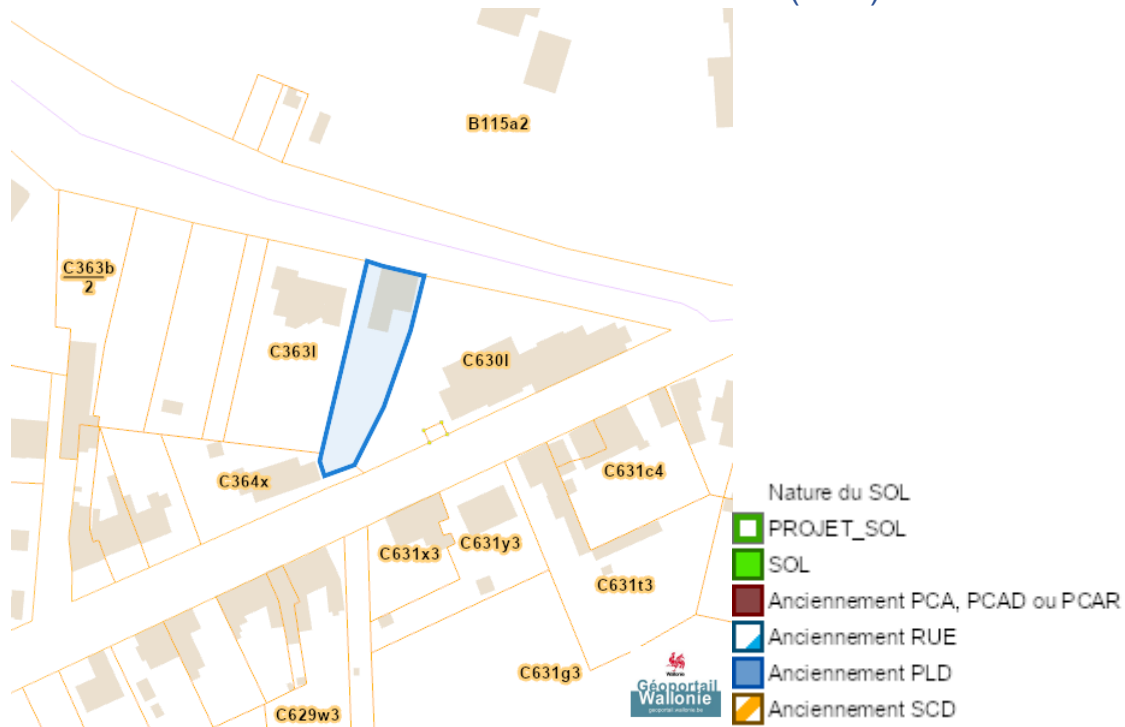 B115a2
C363b
2
C363l
C630l
C364x
C631c4
C631x3
C631y3
C631t3
C631g3
C629w3
Wallonie
Géoportail
Wallonie
geoportail.wallonie.be
Nature du SOL
PROJET_SOL
SOL
Anciennement PCA, PCAD ou PCAR
Anciennement RUE
Anciennement PLD
Anciennement SCD